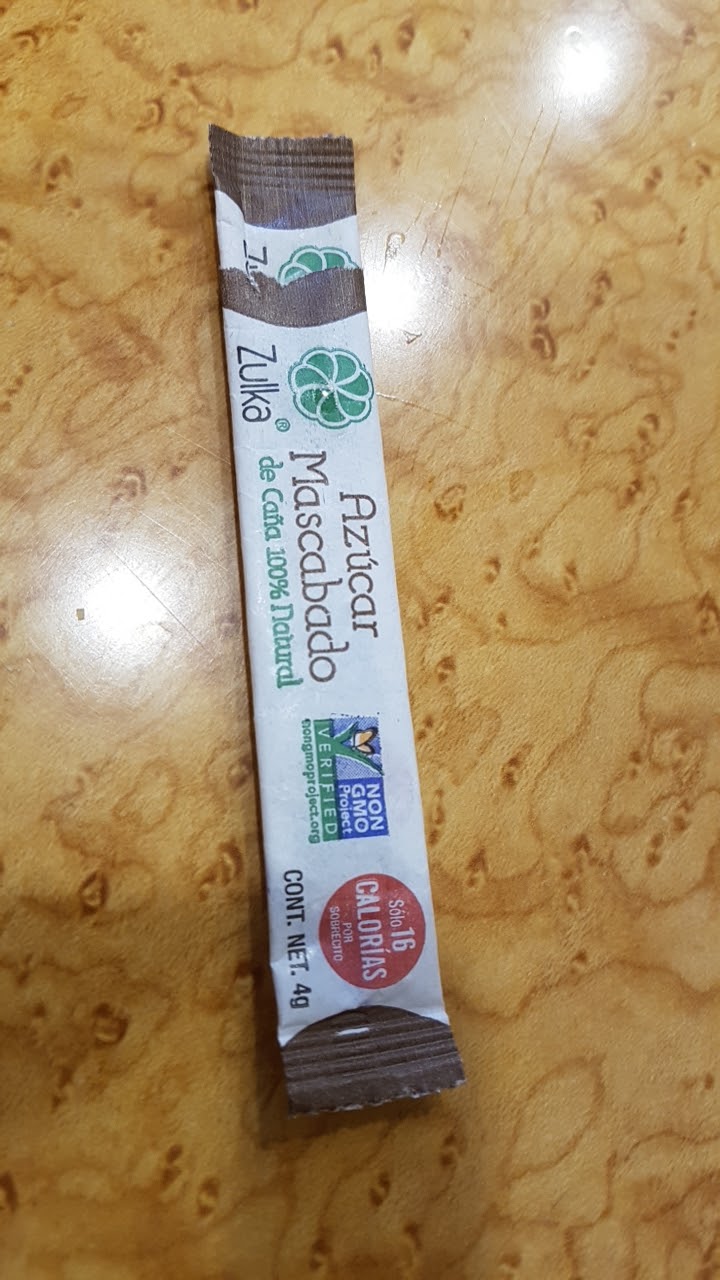 Zulka®
Azúcar
Mascabado
de Caña 100% Natural
NON
GMO
Project
VERIFIED
nongmoproject.org
Sólo 16
CALORÍAS
POR
SOBRECITO
CONT. NET. 4g